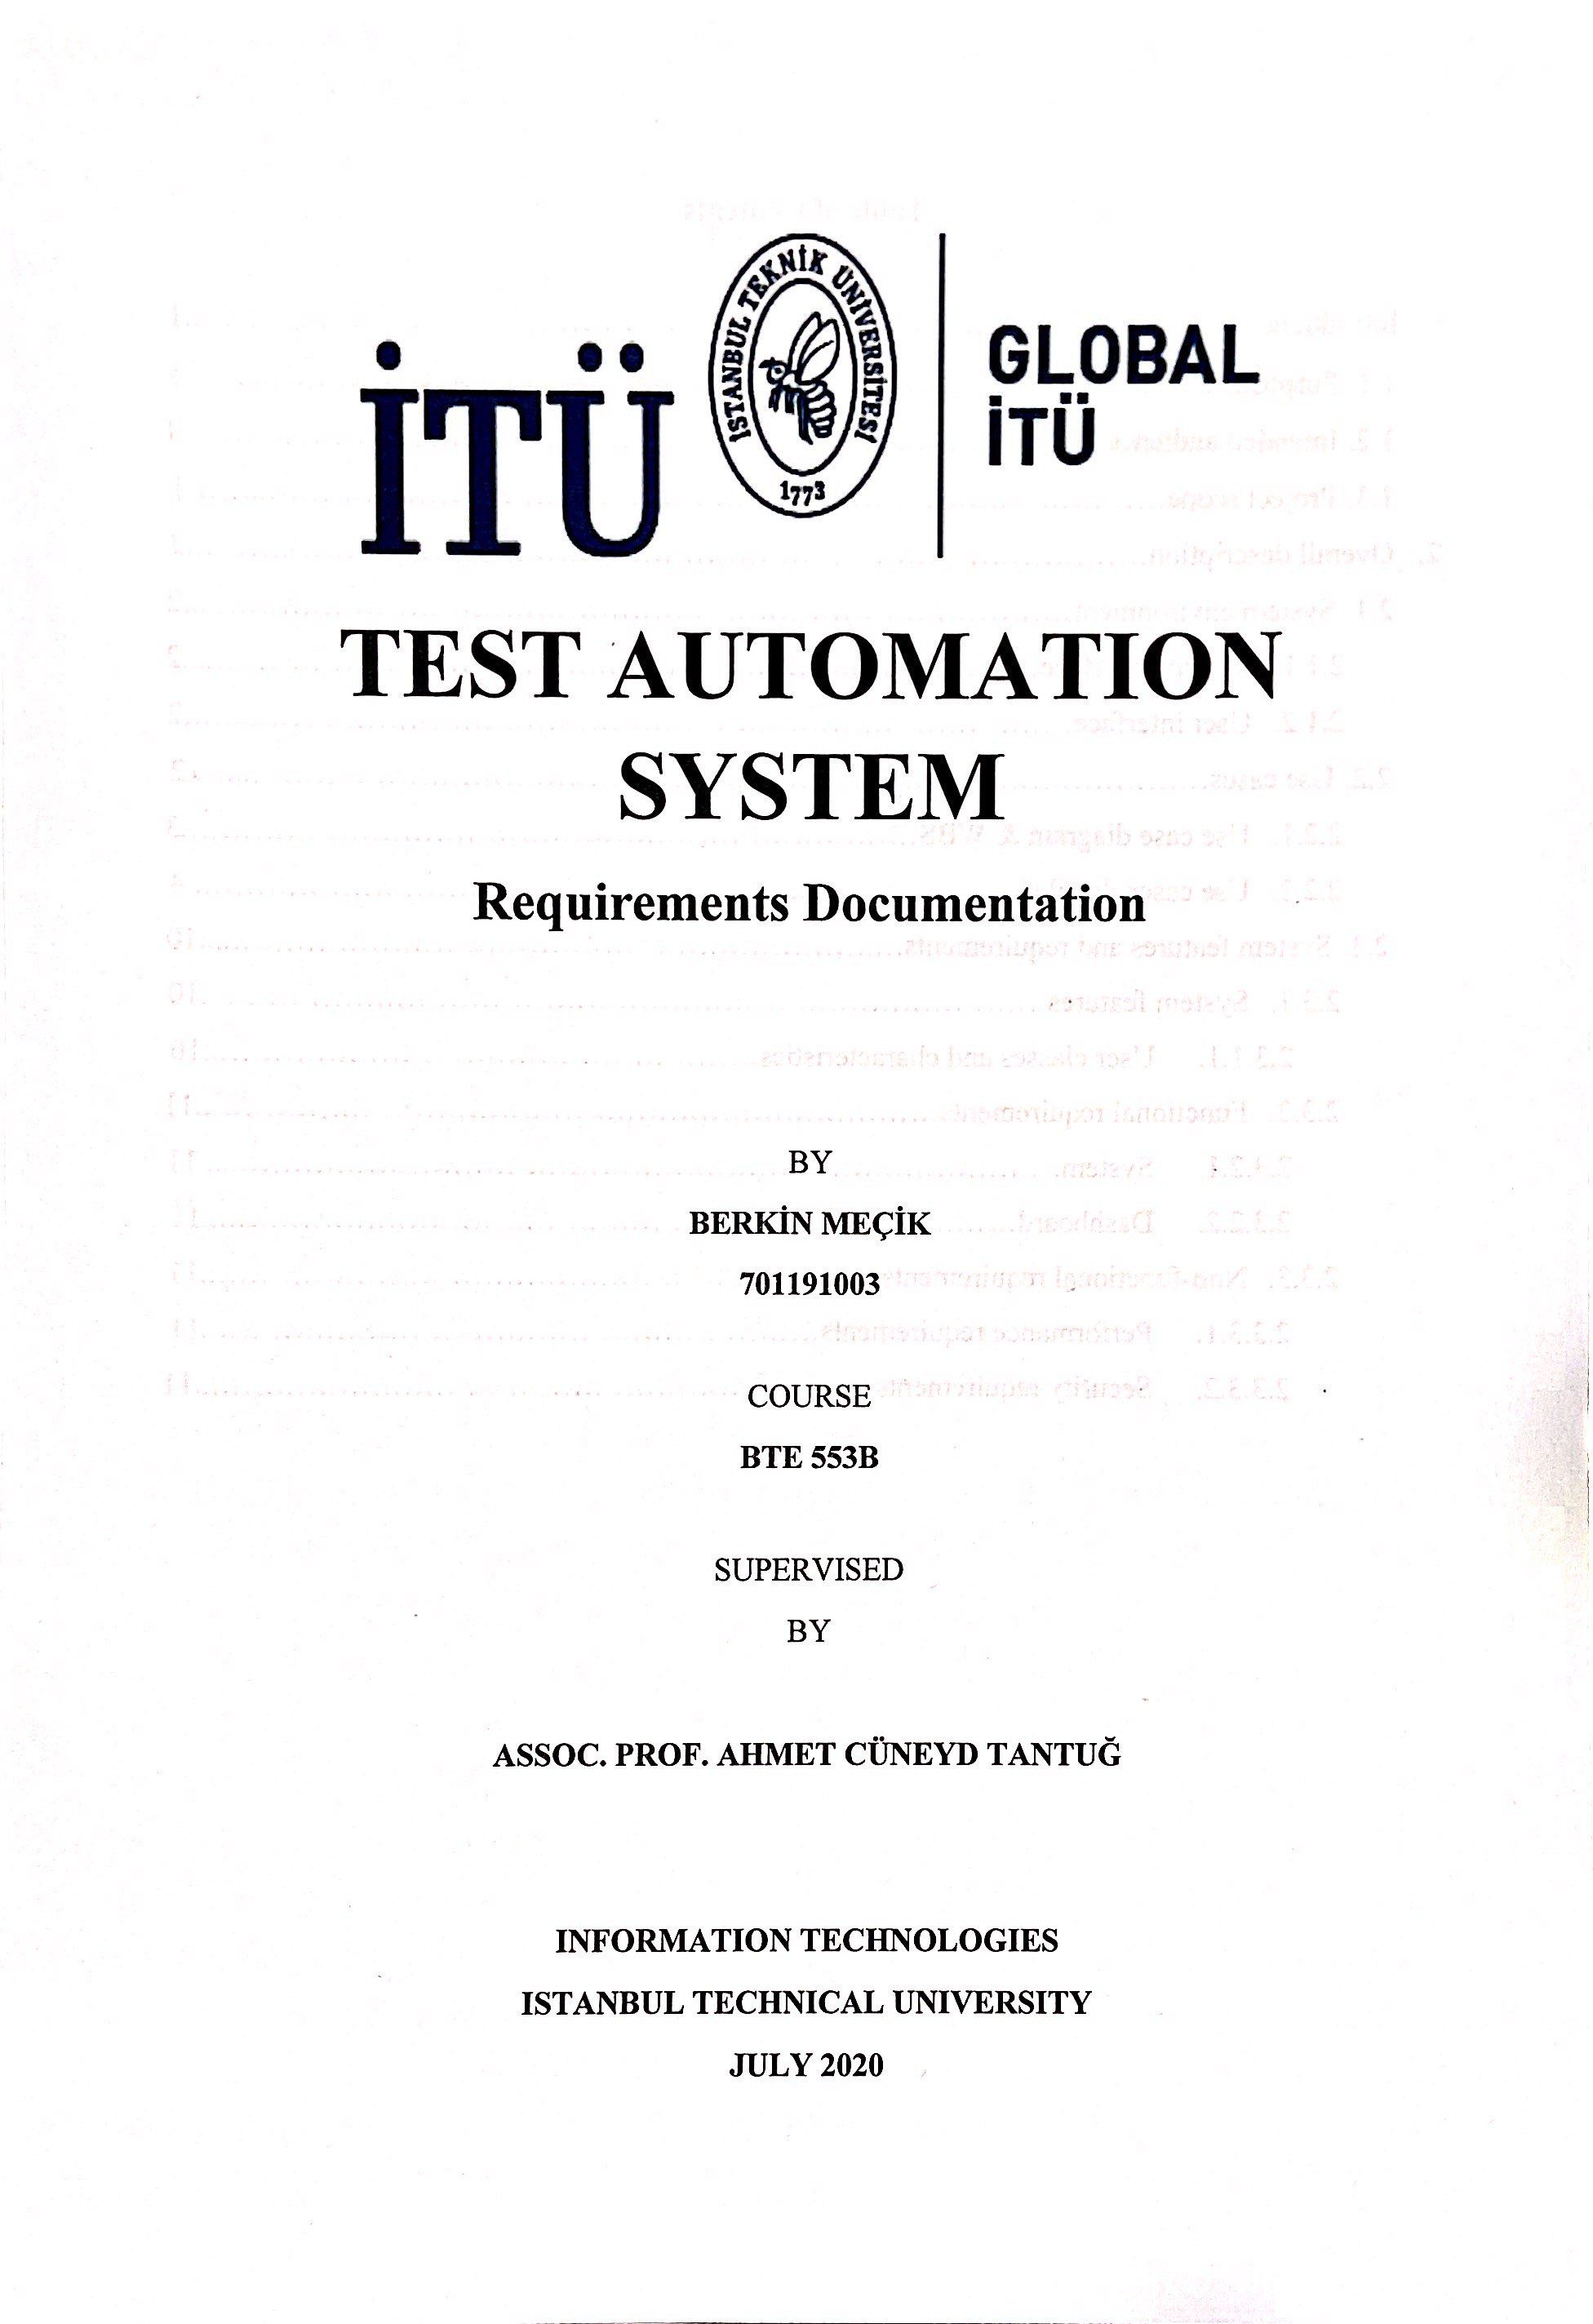 İTÜ
İSTANBUL TEKNİK ÜNİVERSİTESİ
1773
GLOBAL
İTÜ
TEST AUTOMATION
SYSTEM
Requirements Documentation
BY
BERKİN MEÇİK
701191003
COURSE
BTE 553B
SUPERVISED
BY
ASSOC. PROF. AHMET CÜNEYD TANTUĞ
INFORMATION TECHNOLOGIES
ISTANBUL TECHNICAL UNIVERSITY
JULY 2020